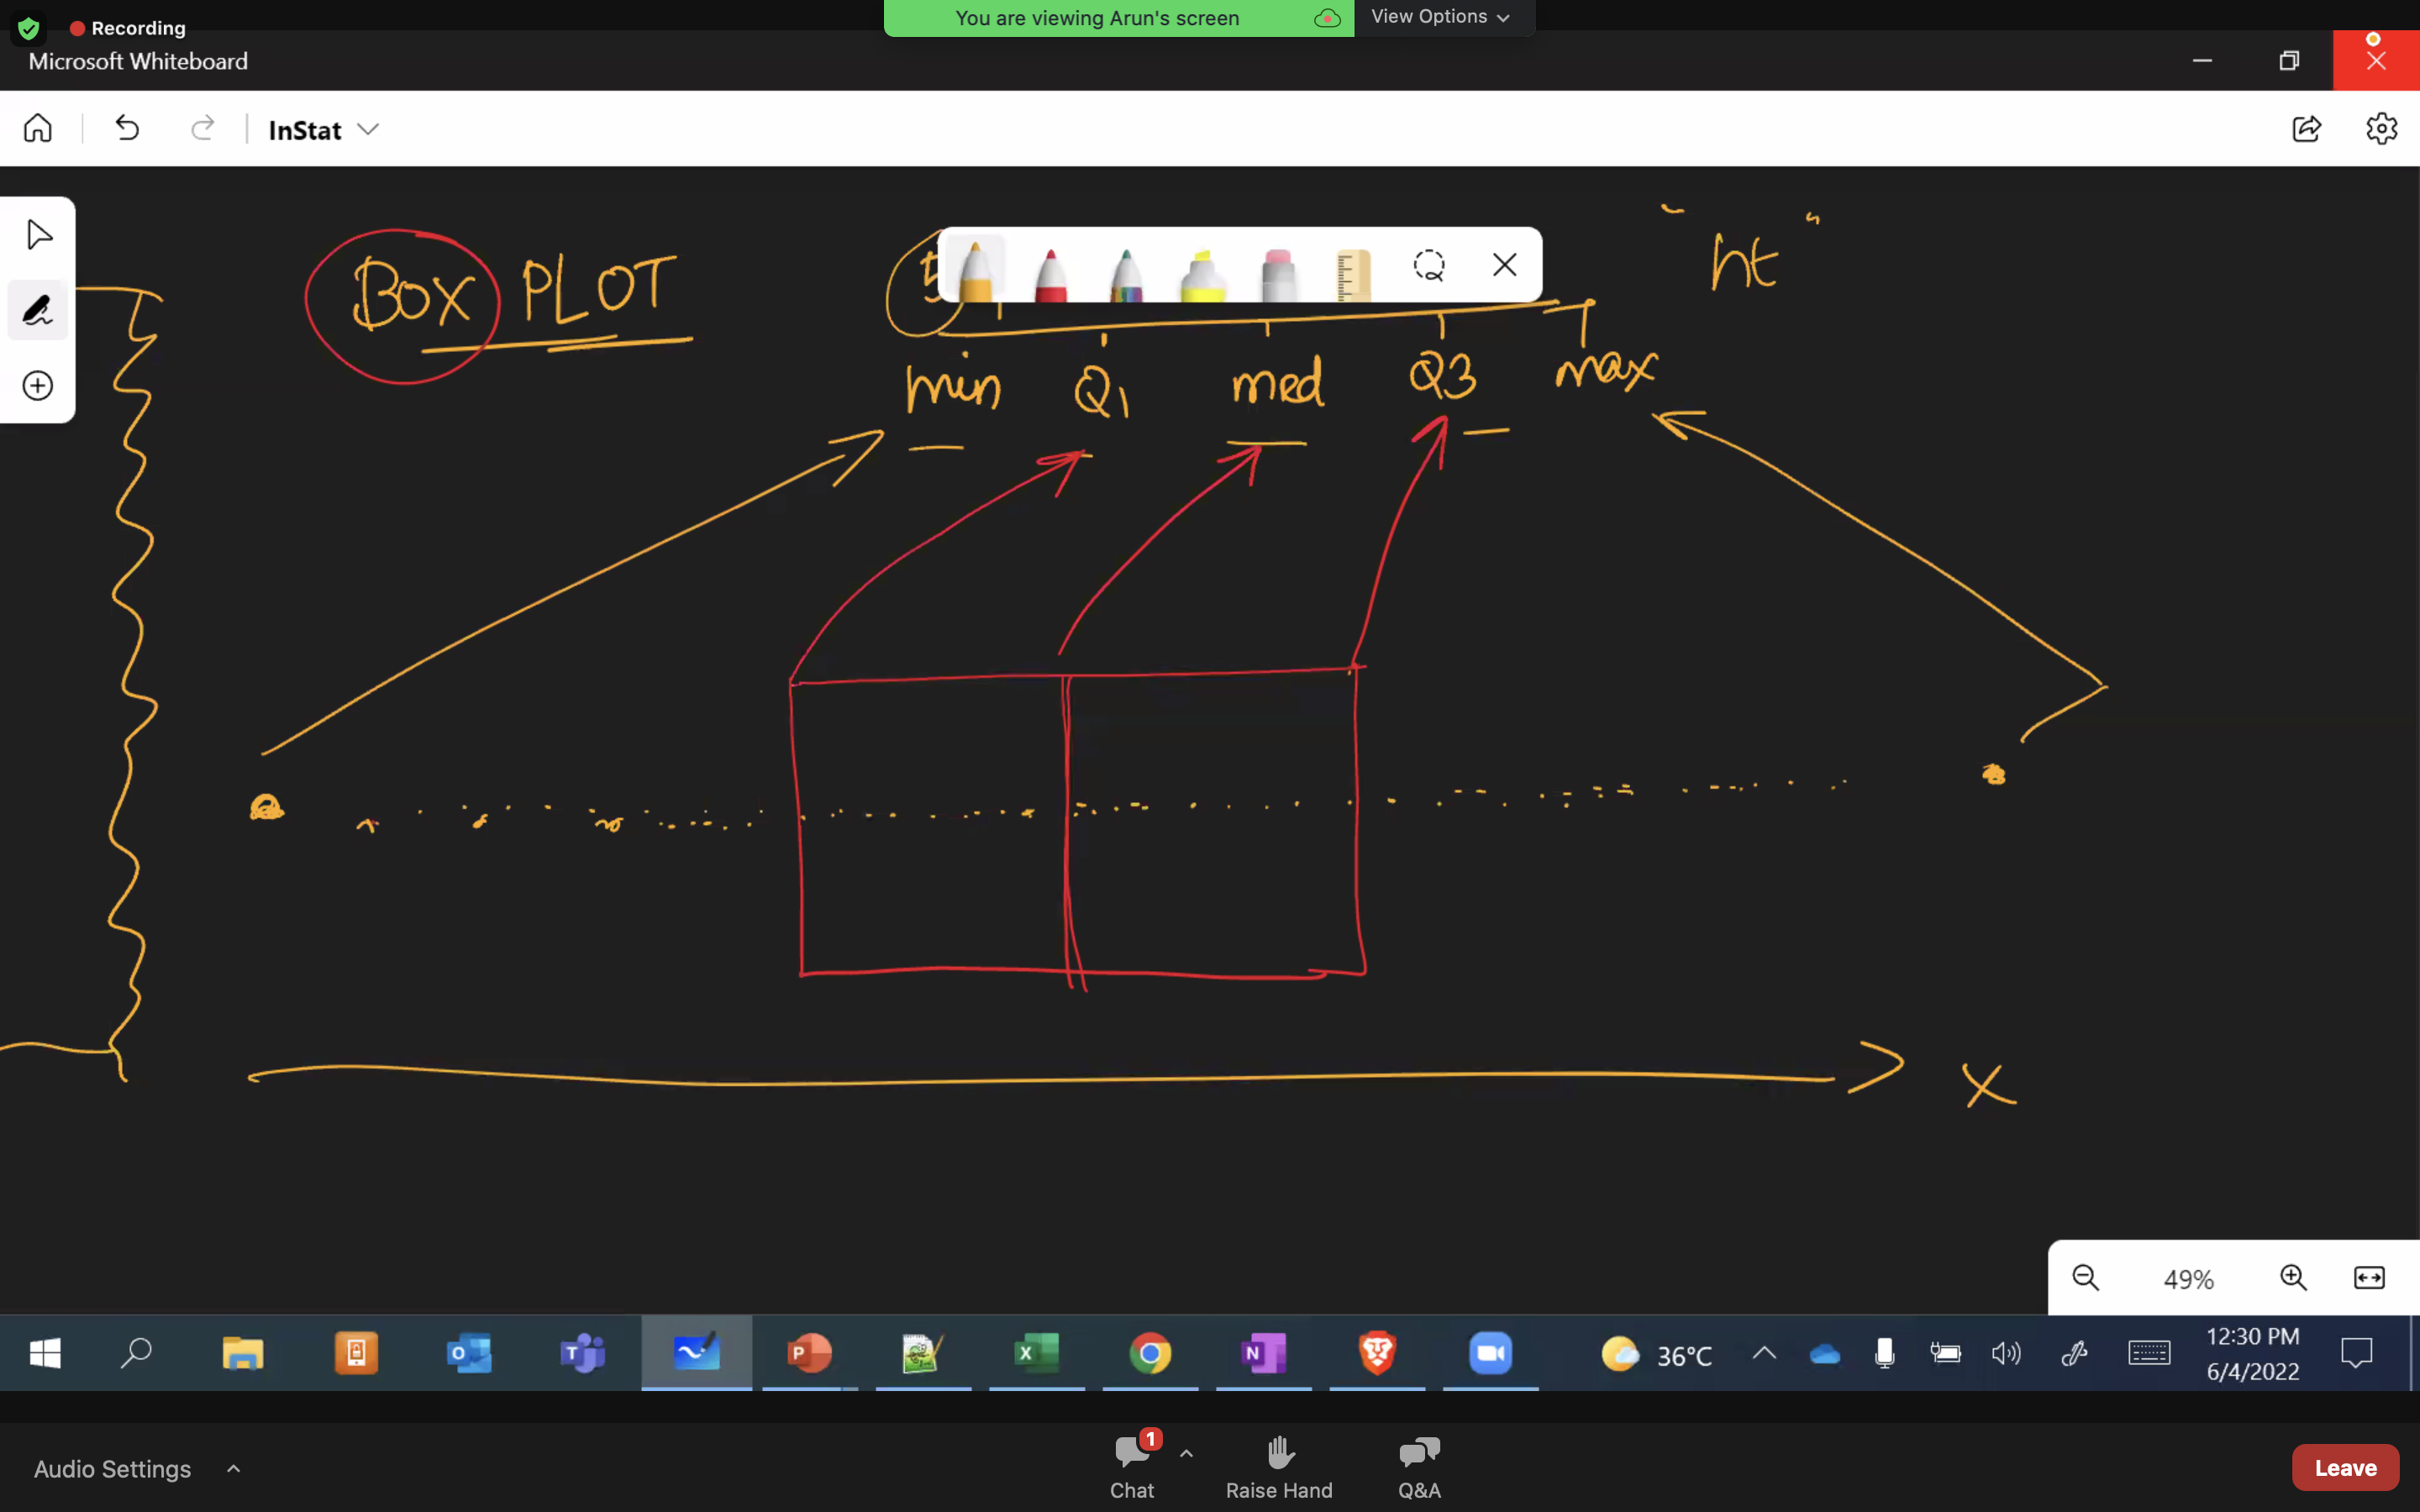 Recording
You are viewing Arun's screen
View Options
Microsoft Whiteboard
InStat
BOX PLOT
5
" ht "
min Q1 med Q3 max
X
49%
36°C
12:30 PM
6/4/2022
Audio Settings
1
Chat
Raise Hand
Q&A
Leave